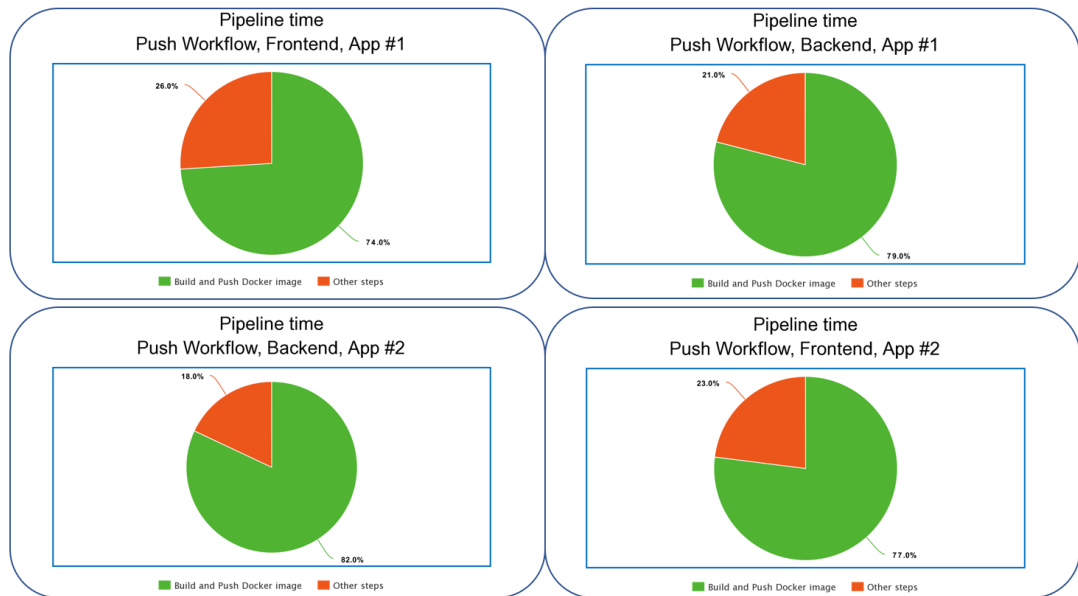 Pipeline time
Push Workflow, Frontend, App #1
26.0%
74.0%
Build and Push Docker image
Other steps
Pipeline time
Push Workflow, Backend, App #1
21.0%
79.0%
Build and Push Docker image
Other steps
Pipeline time
Push Workflow, Backend, App #2
18.0%
82.0%
Build and Push Docker image
Other steps
Pipeline time
Push Workflow, Frontend, App #2
23.0%
77.0%
Build and Push Docker image
Other steps